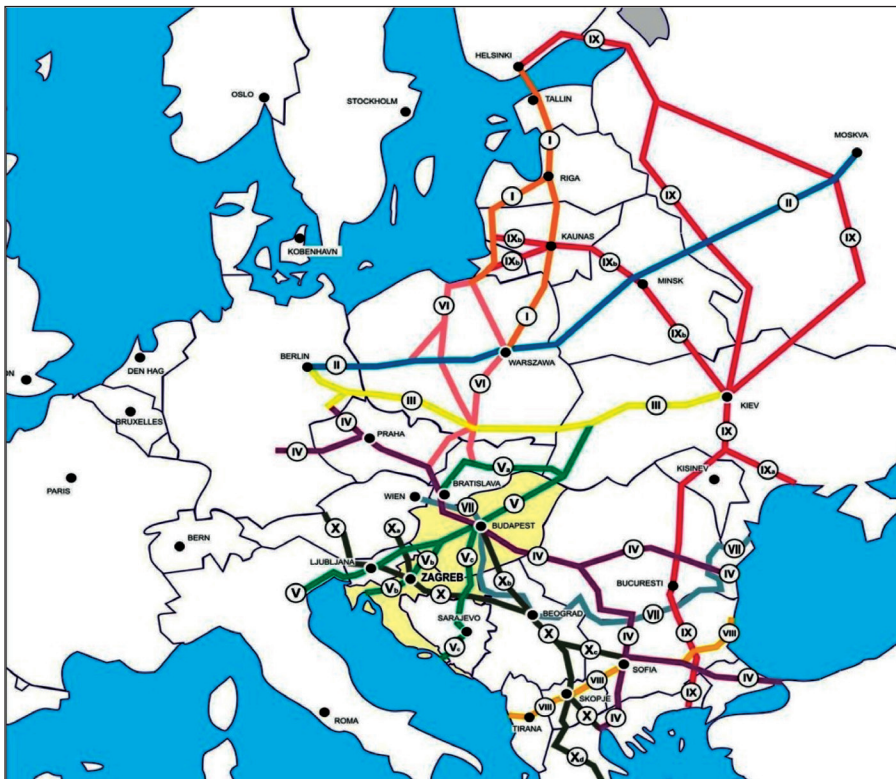 HELSINKI
IX
OSLO
STOCKHOLM
TALLIN
MOSKVA
I
RIGA
I
IX
II
KOBENHAVN
IXb
KAUNAS
IX
IXb
IXb
MINSK
VI
I
IXb
BERLIN
II
WARSZAWA
ON
DEN HAG
VI
III
III
KIEV
BRUXELLES
IV
IX
PRAHA
IV
Va
KISINEV
IXa
PARIS
BRATISLAVA
WIEN
VII
V
X
Xa
BUDAPEST
BERN
IV
IV
VII
Vb
Vc
LJUBLJANA
ZAGREB
Xb
IV
V
Vb
X
BUCURESTI
BEOGRAD
VII
SARAJEVO
X
IV
IX
VIII
Vc
Xc
SOFIA
IV
VIII
SKOPJE
IX
ROMA
VIII
X
IV
TIRANA
Xd